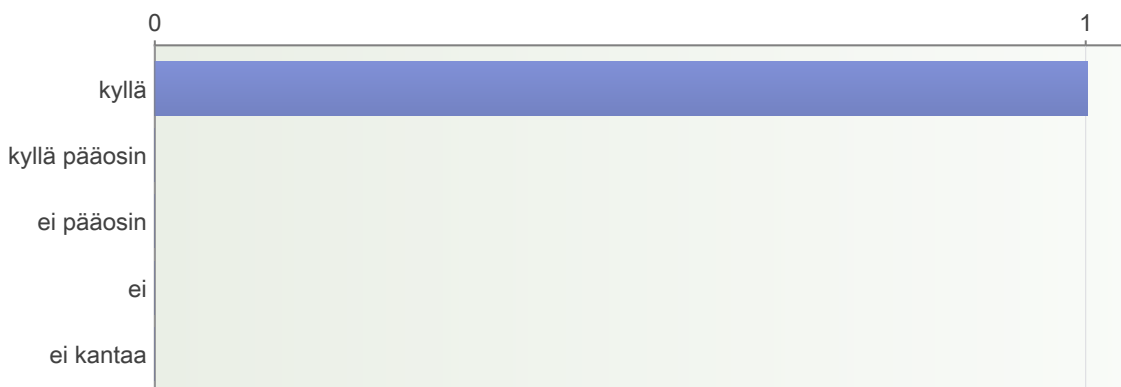 0 1
kyllä
kyllä pääosin
ei pääosin
ei
ei kantaa